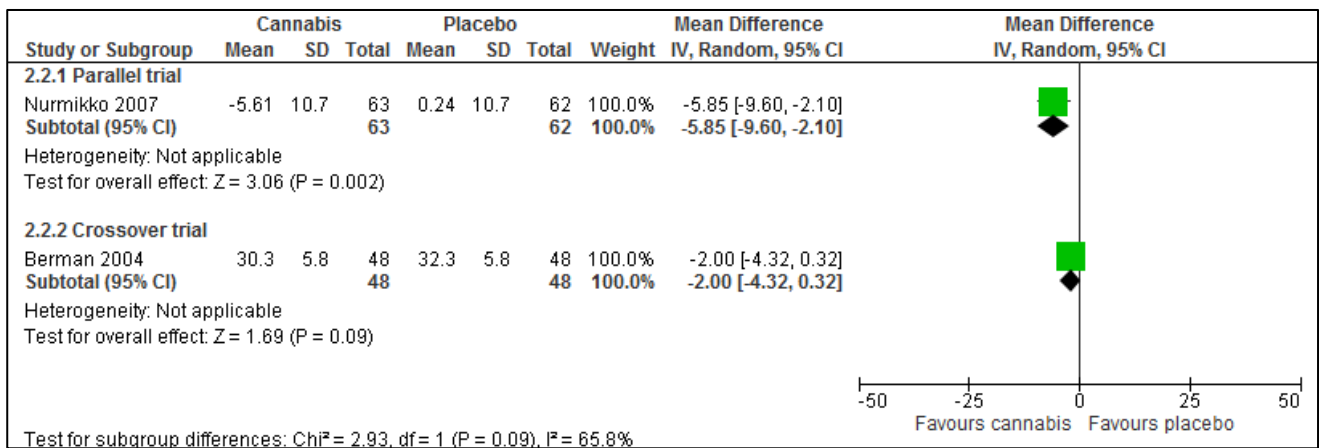 Cannabis Placebo Mean Difference Mean Difference
Study or Subgroup Mean SD Total Mean SD Total Weight IV, Random, 95% CI IV, Random, 95% CI
2.2.1 Parallel trial
Nurmikko 2007 -5.61 10.7 63 0.24 10.7 62 100.0% -5.85 [-9.60, -2.10]
Subtotal (95% CI) 63 62 100.0% -5.85 [-9.60, -2.10]
Heterogeneity: Not applicable
Test for overall effect: Z = 3.06 (P = 0.002)
2.2.2 Crossover trial
Berman 2004 30.3 5.8 48 32.3 5.8 48 100.0% -2.00 [-4.32, 0.32]
Subtotal (95% CI) 48 48 100.0% -2.00 [-4.32, 0.32]
Heterogeneity: Not applicable
Test for overall effect: Z = 1.69 (P = 0.09)
-50 -25 0 25 50
Favours cannabis Favours placebo
Test for subgroup differences: Chi² = 2.93, df = 1 (P = 0.09), I² = 65.8%